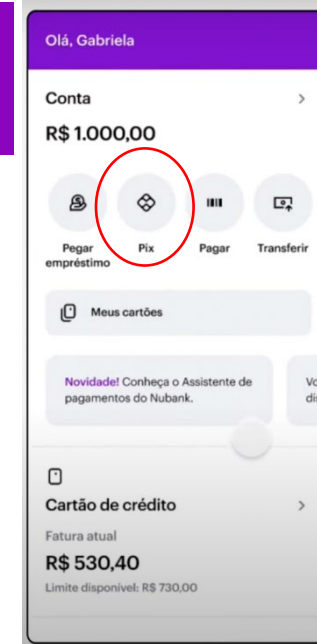 Olá, Gabriela
Conta
R$ 1.000,00
Pegar empréstimo
Pix
Pagar
Transferir
Meus cartões
Novidade! Conheça o Assistente de
pagamentos do Nubank.
Cartão de crédito
Fatura atual
R$ 530,40
Limite disponível: R$ 730,00